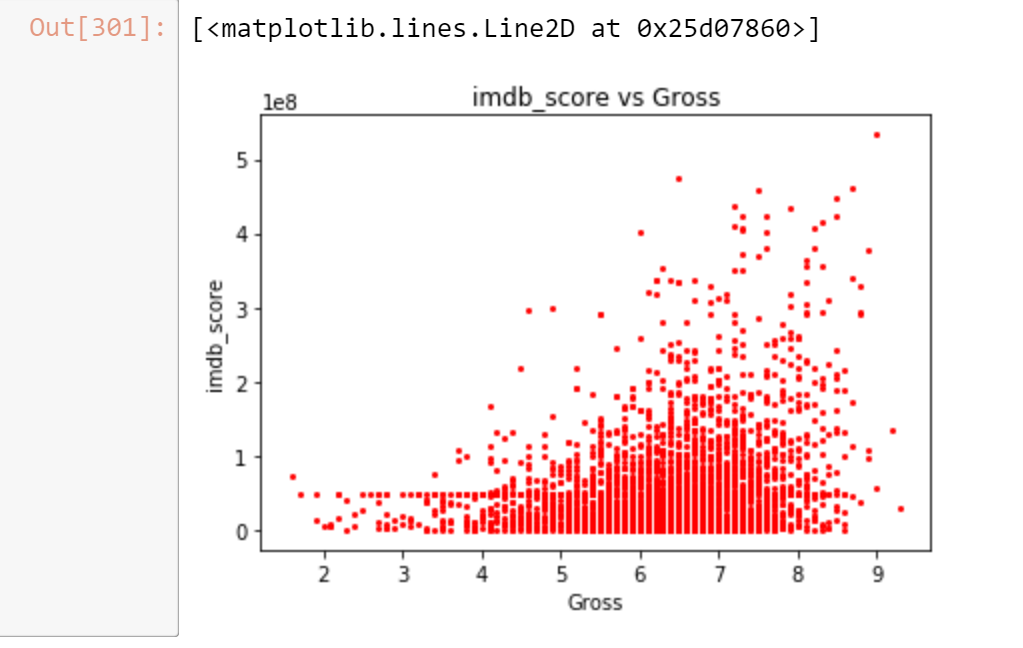 Out[301]: [<matplotlib.lines.Line2D at 0x25d07860>]
imdb_score vs Gross
1e8
5
4
3
2
1
0
imdb_score
2 3 4 5 6 7 8 9
Gross